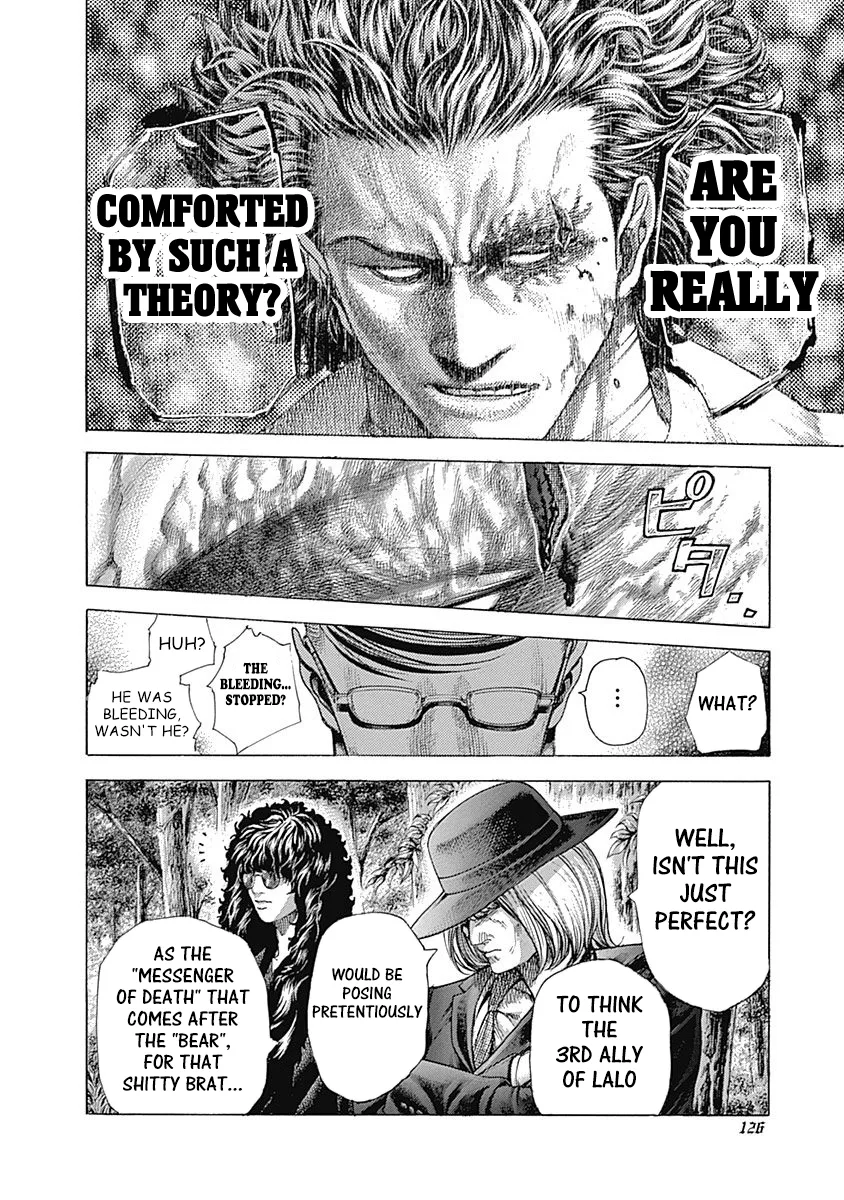 ARE
YOU
REALLY
COMFORTED
BY SUCH A
THEORY?
ピタ..
WHAT?
...
THE
BLEEDING...
STOPPED?
HUH?
HE WAS
BLEEDING,
WASN'T HE?
WELL,
ISN'T THIS
JUST
PERFECT?
TO THINK
THE
3RD ALLY
OF LALO
WOULD BE
POSING
PRETENTIOUSLY
AS THE
"MESSENGER
OF DEATH" THAT
COMES AFTER
THE "BEAR",
FOR THAT
SHITTY BRAT...
126